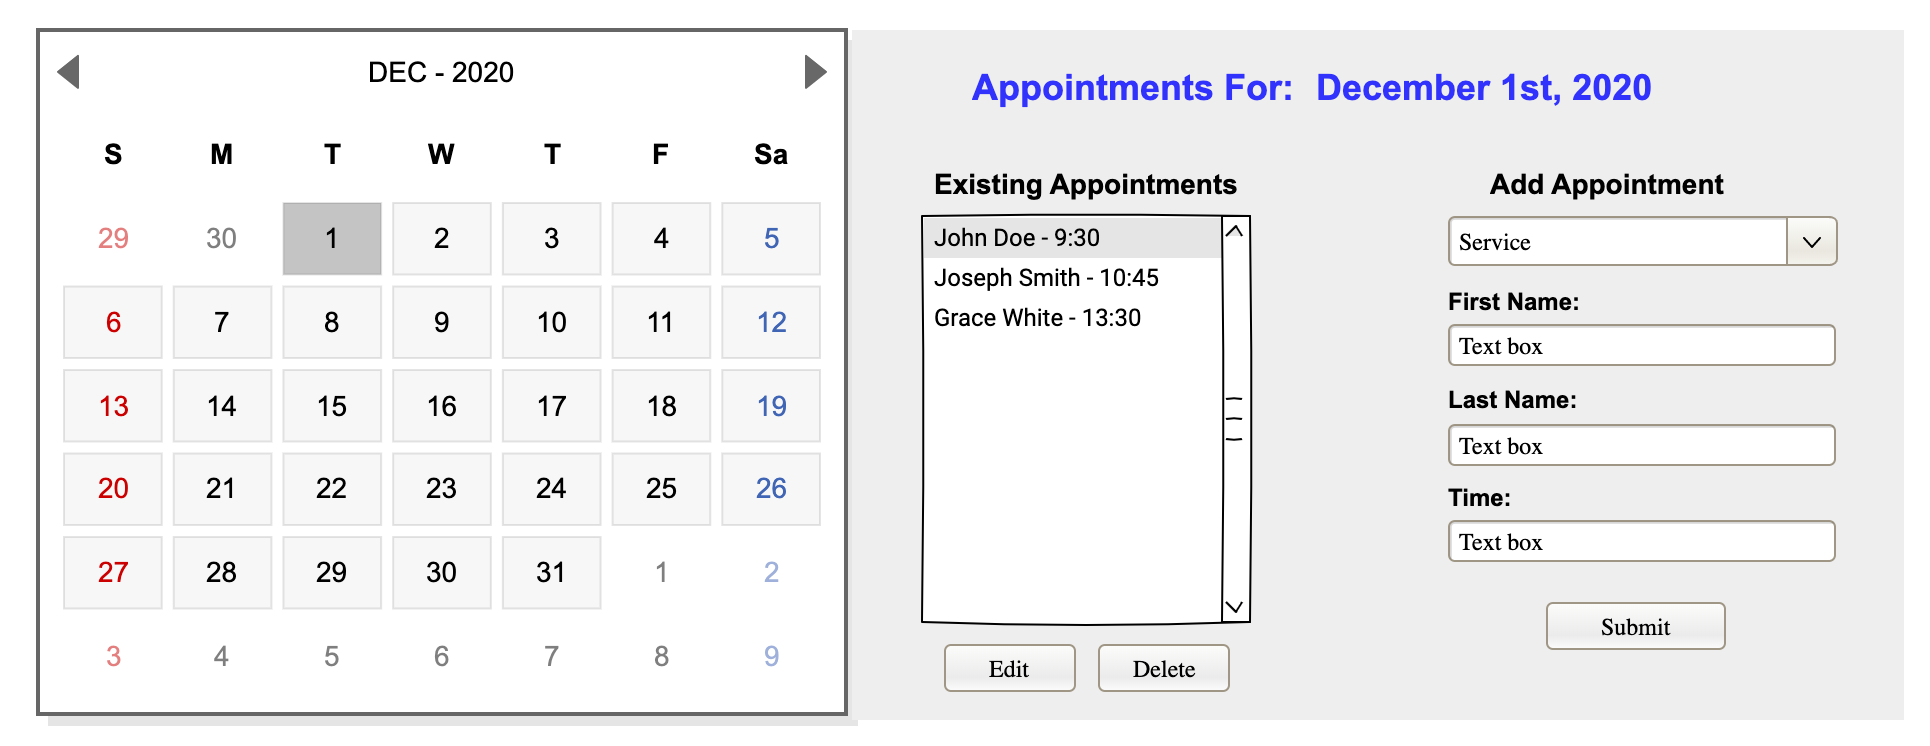 DEC - 2020
S M T W T F Sa
29 30 1 2 3 4 5
6 7 8 9 10 11 12
13 14 15 16 17 18 19
20 21 22 23 24 25 26
27 28 29 30 31 1 2
3 4 5 6 7 8 9
Appointments For: December 1st, 2020
Existing Appointments
John Doe - 9:30
Joseph Smith - 10:45
Grace White - 13:30
Edit
Delete
Add Appointment
Service
First Name:
Text box
Last Name:
Text box
Time:
Text box
Submit